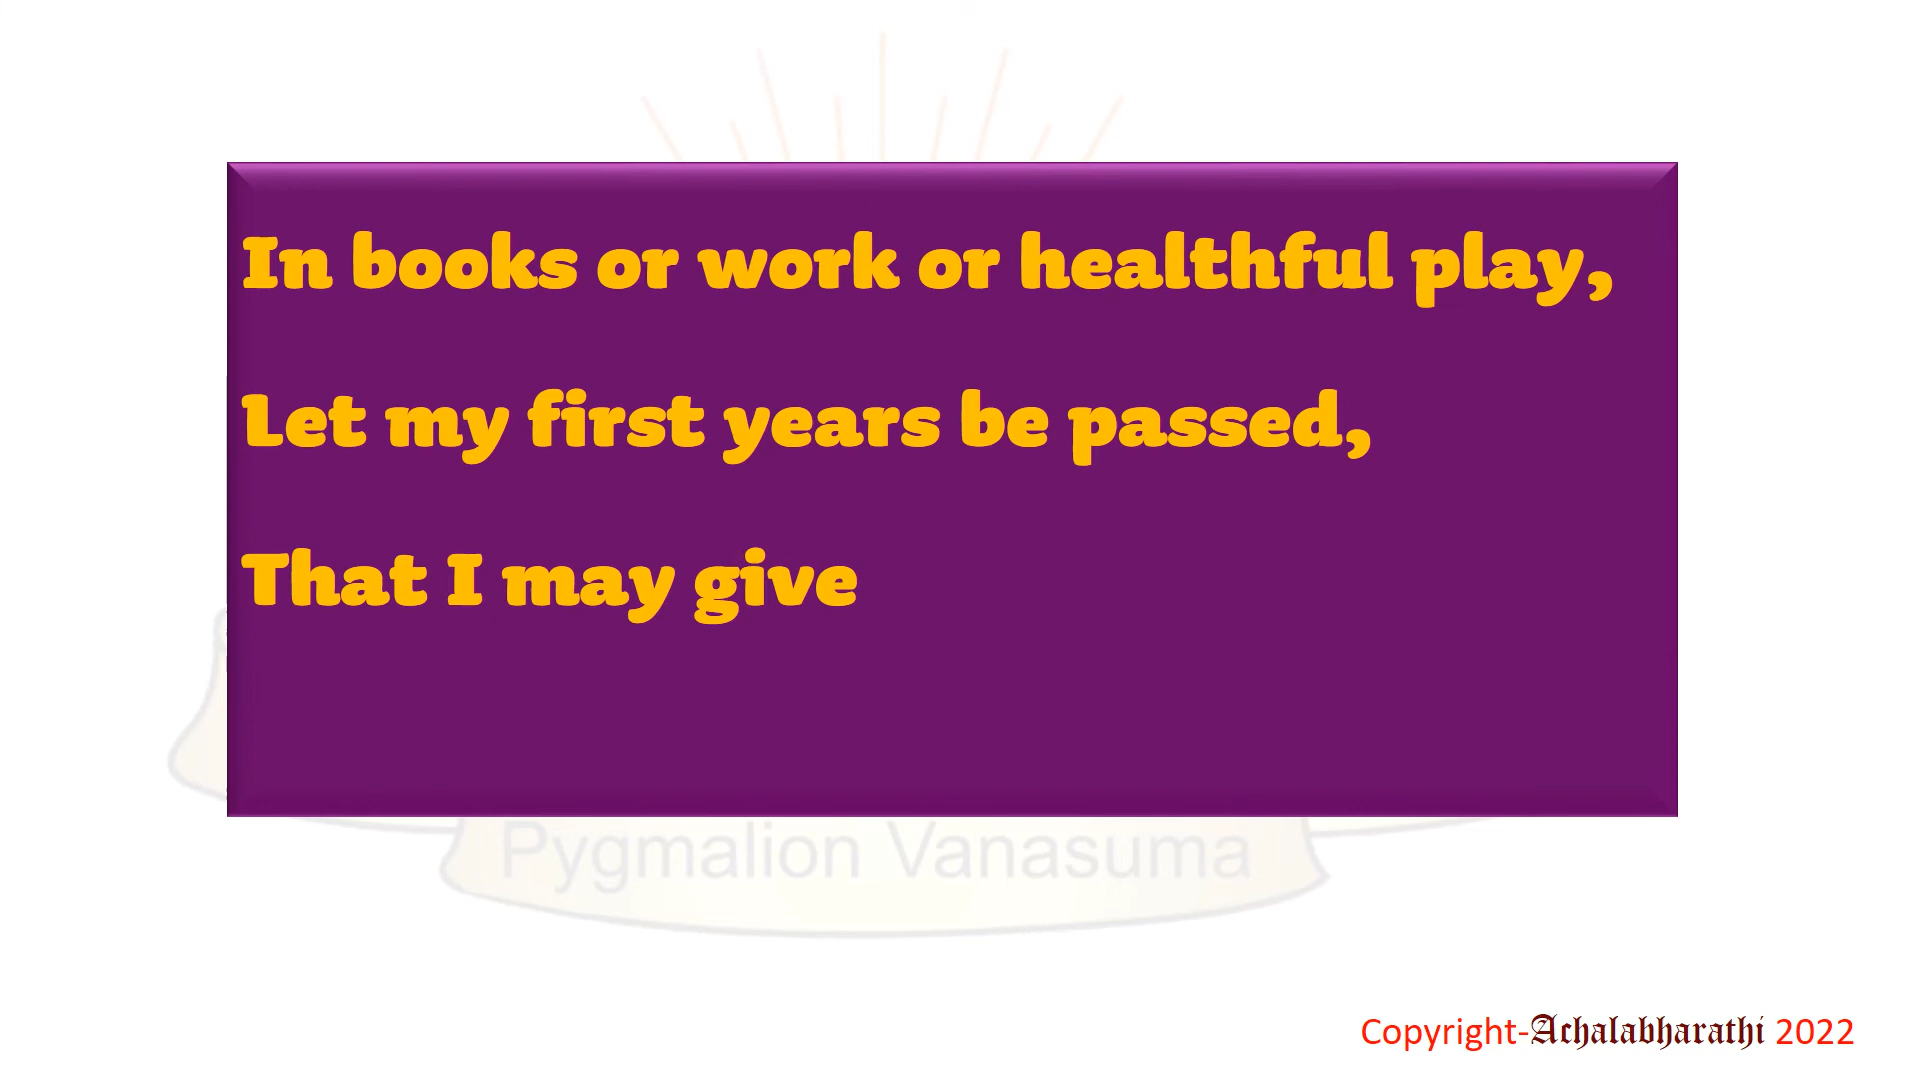 In books or work or healthful play,
Let my first years be passed,
That I may give
Pygmalion Vanasuma
Copyright-Achalabharathi 2022